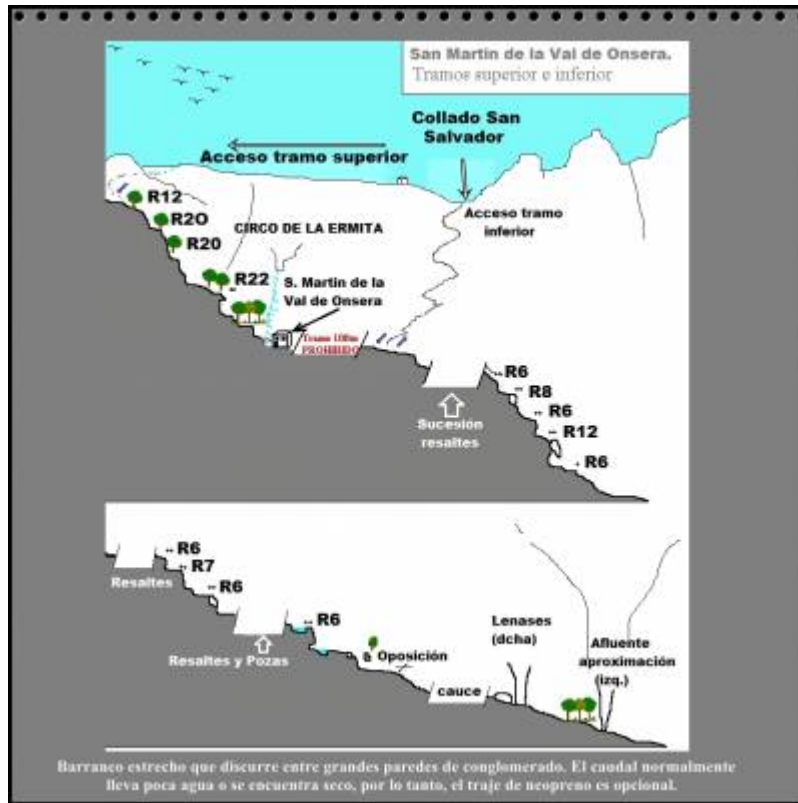 San Martin de la Val de Onsera.
Tramos superior e inferior
Collado San
Salvador
Acceso tramo superior
R12
R2O
R20
CIRCO DE LA ERMITA
Acceso tramo
inferior
R22
S. Martin de la
Val de Onsera
Tramo 100m
PROHIBIDO
R6
R8
R6
R12
R6
Sucesión
resaltes
R6
R7
R6
Resaltes
R6
Resaltes y Pozas
Oposición
Lenases
(dcha)
Afluente
aproximación
(izq.)
cauce
Barranco estrecho que discurre entre grandes paredes de conglomerado. El caudal normalmente
lleva poca agua o se encuentra seco, por lo tanto, el traje de neopreno es opcional.